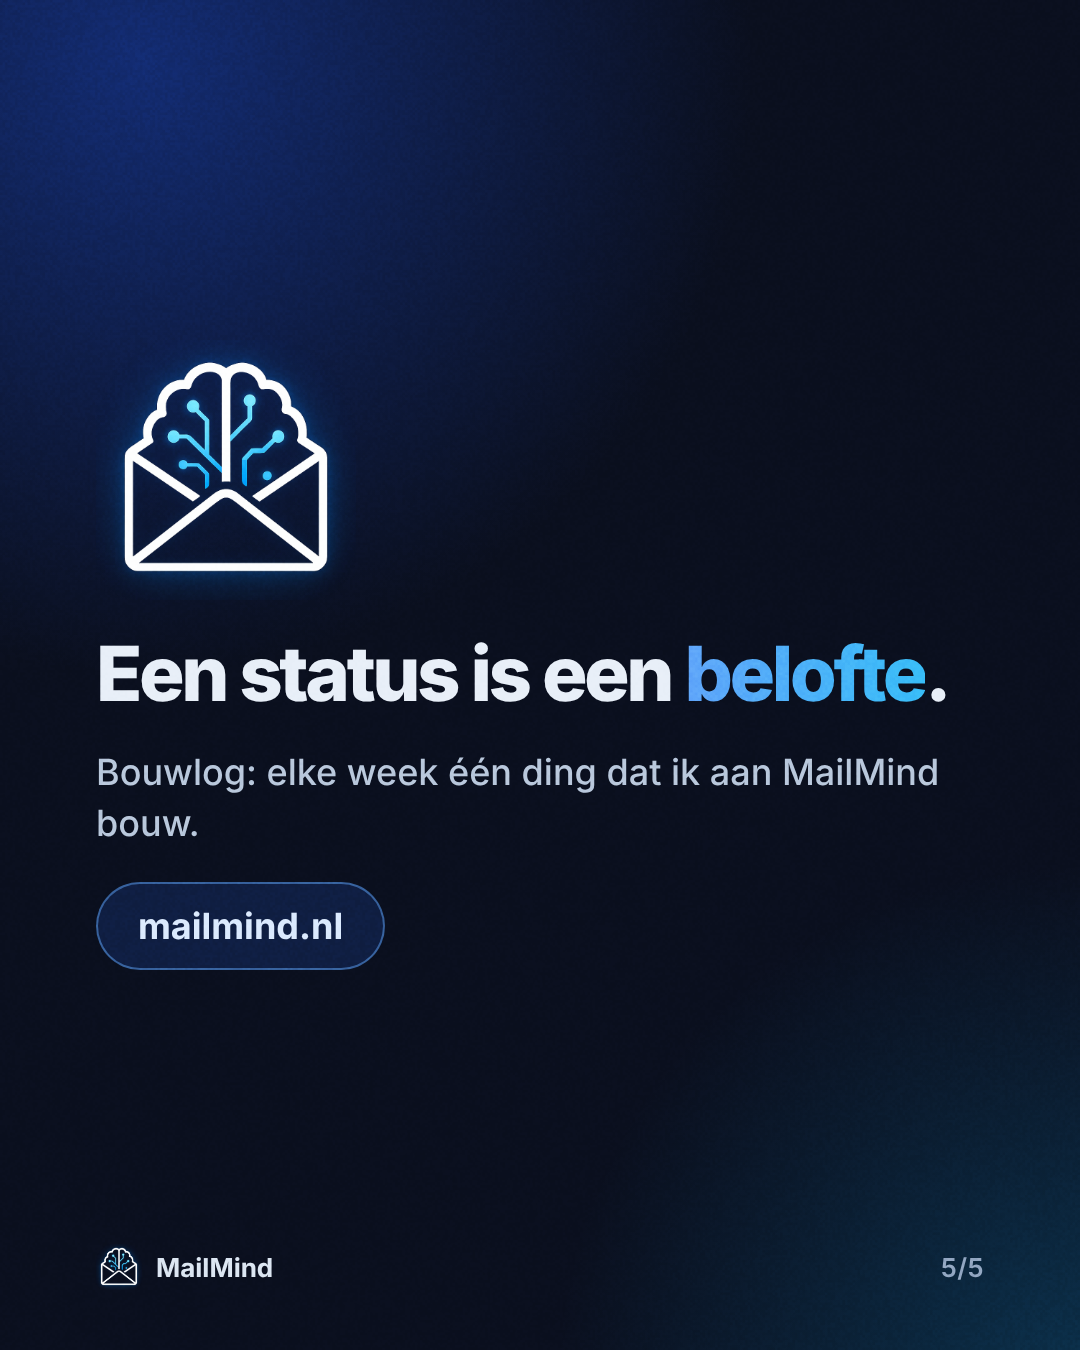 Een status is een belofte.
Bouwlog: elke week één ding dat ik aan MailMind
bouw.
mailmind.nl
MailMind
5/5